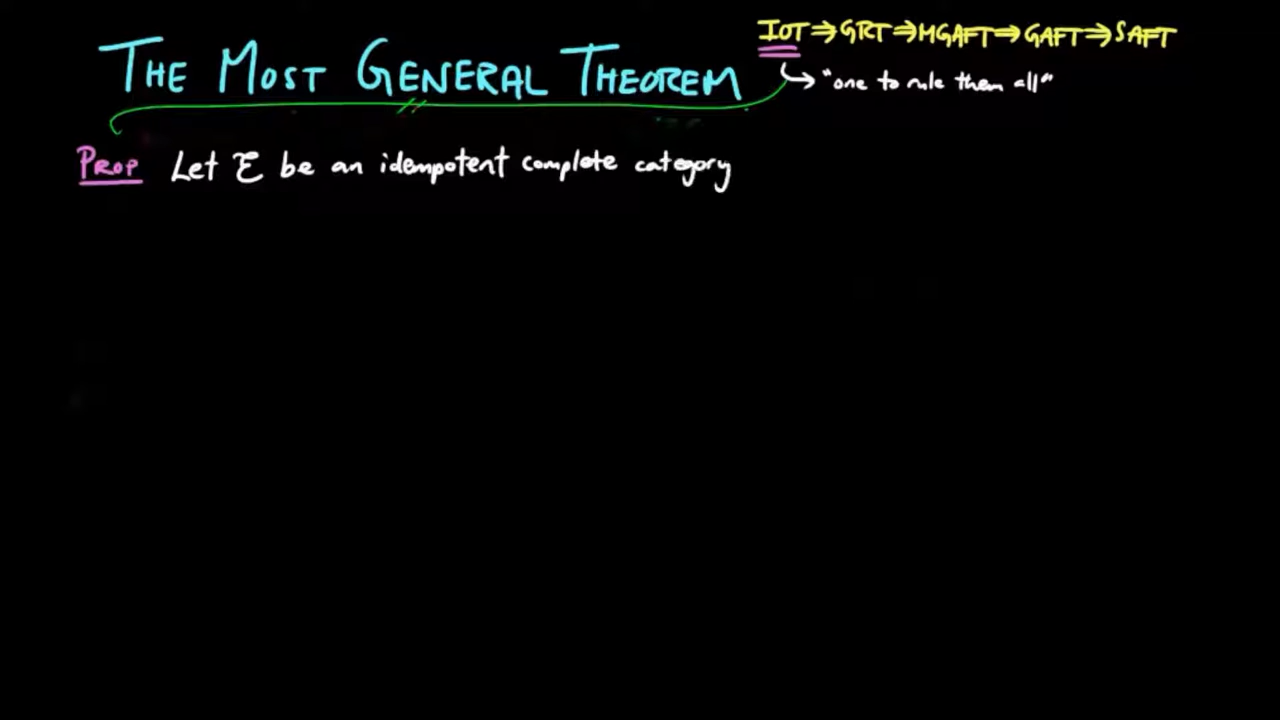 THE MOST GENERAL THEOREM
IOT ⇒ GRT ⇒ MGAFT ⇒ GAFT ⇒ SAFT
↳ "one to rule them all"
PROP Let ℰ be an idempotent complete category